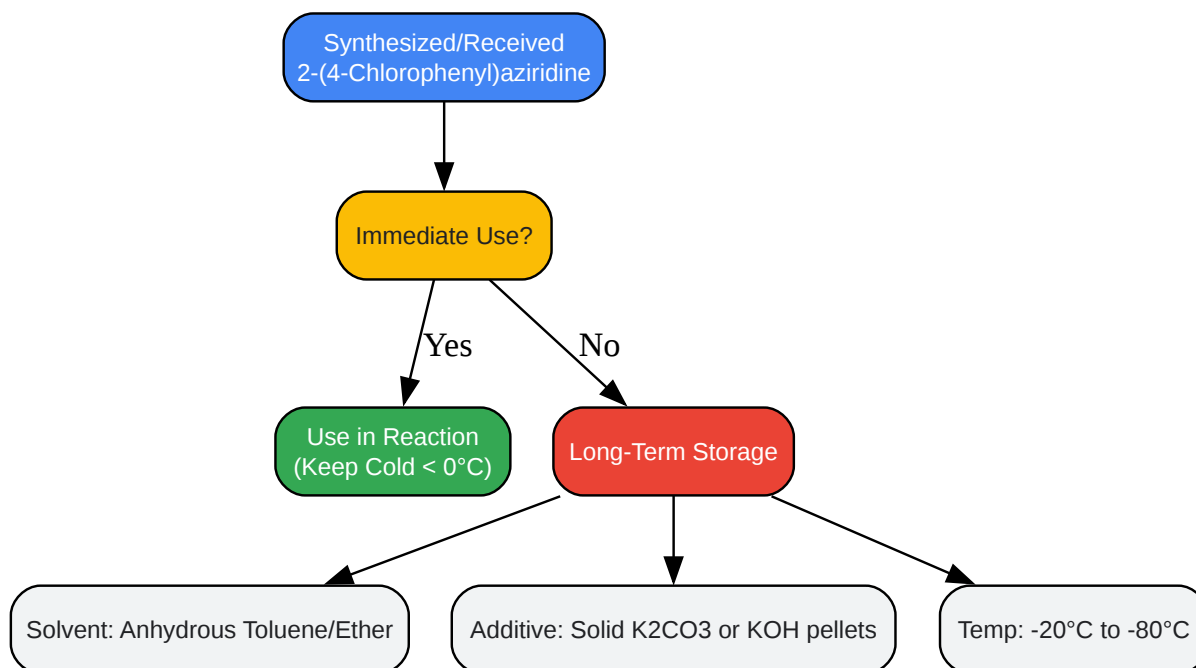 Synthesized/Received
2-(4-Chlorophenyl)aziridine
Immediate Use?
Yes
No
Use in Reaction
(Keep Cold < 0°C)
Long-Term Storage
Solvent: Anhydrous Toluene/Ether
Additive: Solid K2CO3 or KOH pellets
Temp: -20°C to -80°C